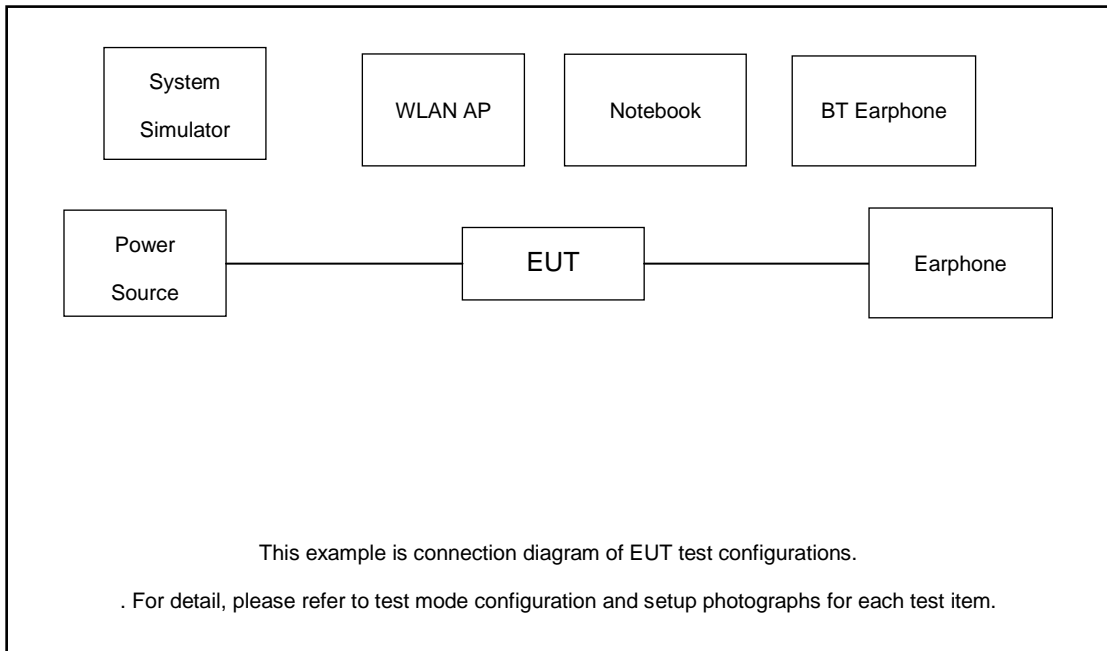 System
Simulator
WLAN AP
Notebook
BT Earphone
Power
Source
EUT
Earphone
This example is connection diagram of EUT test configurations.
. For detail, please refer to test mode configuration and setup photographs for each test item.